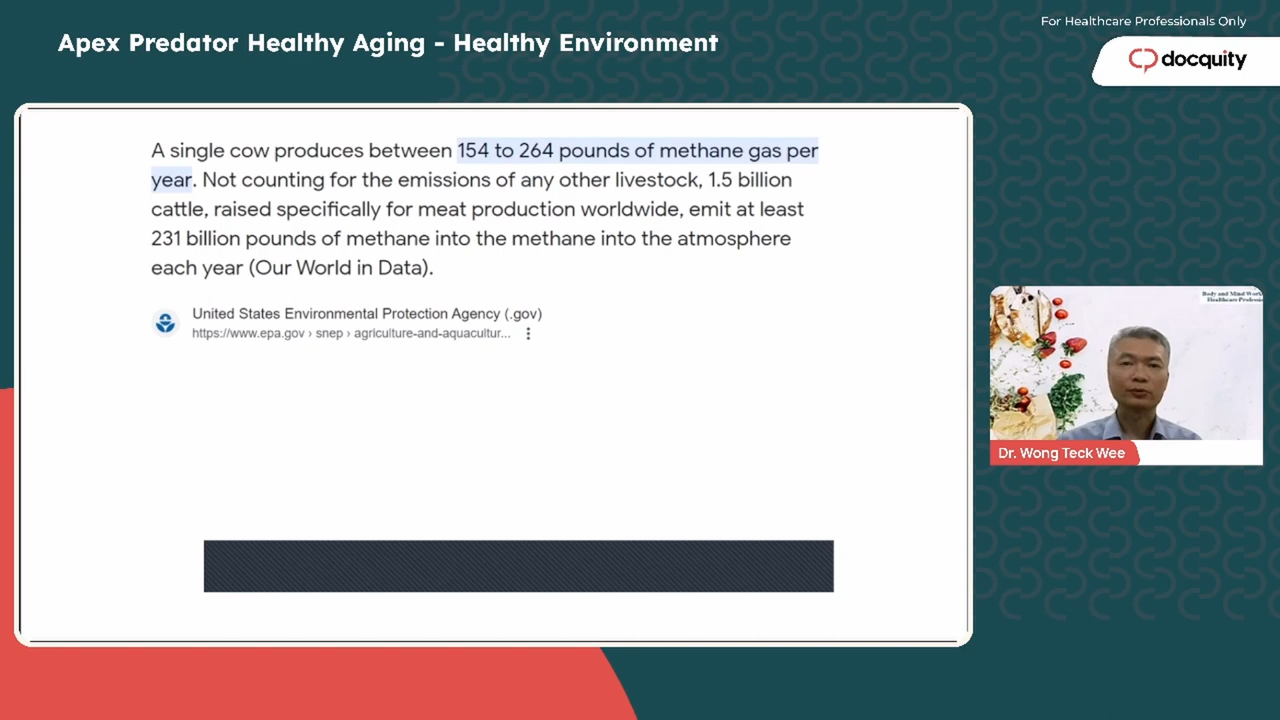 For Healthcare Professionals Only
Apex Predator Healthy Aging - Healthy Environment
docquity
A single cow produces between 154 to 264 pounds of methane gas per
year. Not counting for the emissions of any other livestock, 1.5 billion
cattle, raised specifically for meat production worldwide, emit at least
231 billion pounds of methane into the methane into the atmosphere
each year (Our World in Data).
United States Environmental Protection Agency (.gov)
https://www.epa.gov › snep › agriculture-and-aquacultur...
Body and Mind
Healthcare
Dr. Wong Teck Wee